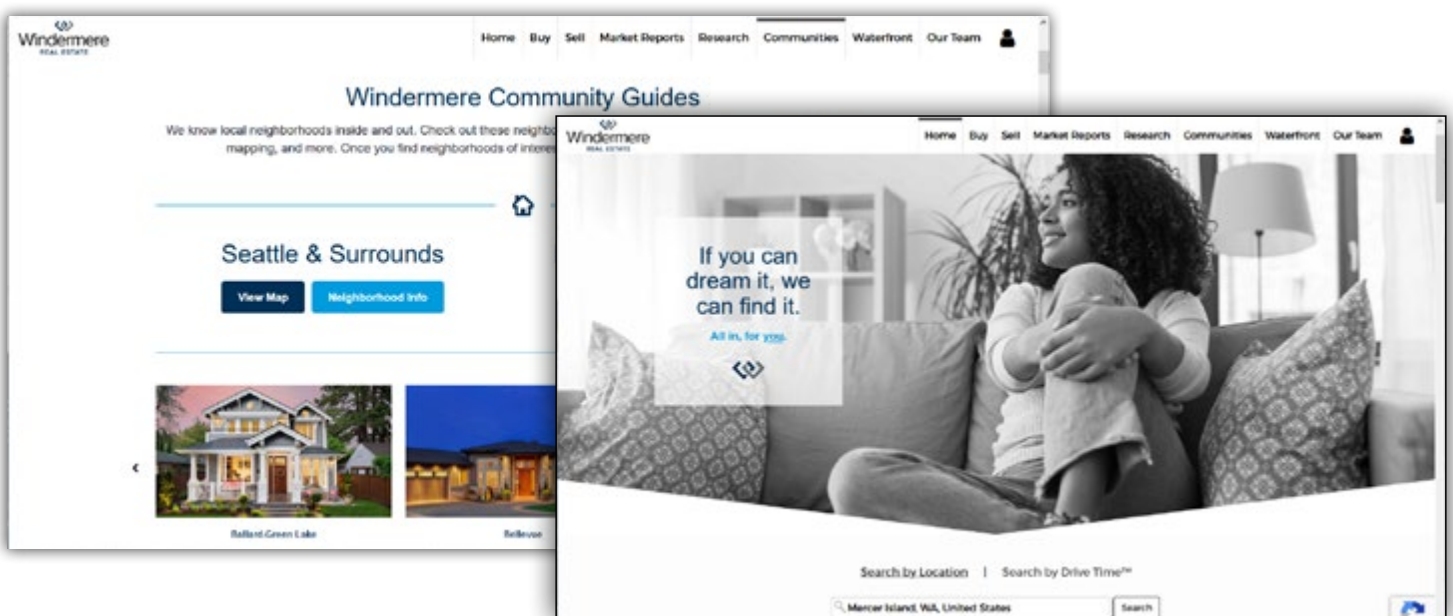 Windermere
REAL ESTATE
Home Buy Sell Market Reports Research Communities Waterfront Our Team
Windermere Community Guides
We know local neighborhoods inside and out. Check out these
mapping, and more. Once you find neighborhoods of
Seattle & Surrounds
View Map Neighborhood Info
Ballard-Green Lake Bellevue
Windermere
REAL ESTATE
Home Buy Sell Market Reports Research Communities Waterfront Our Team
If you can
dream it, we
can find it.
All in, for you.
Search by Location | Search by Drive Time™
Mercer Island, WA, United States Search